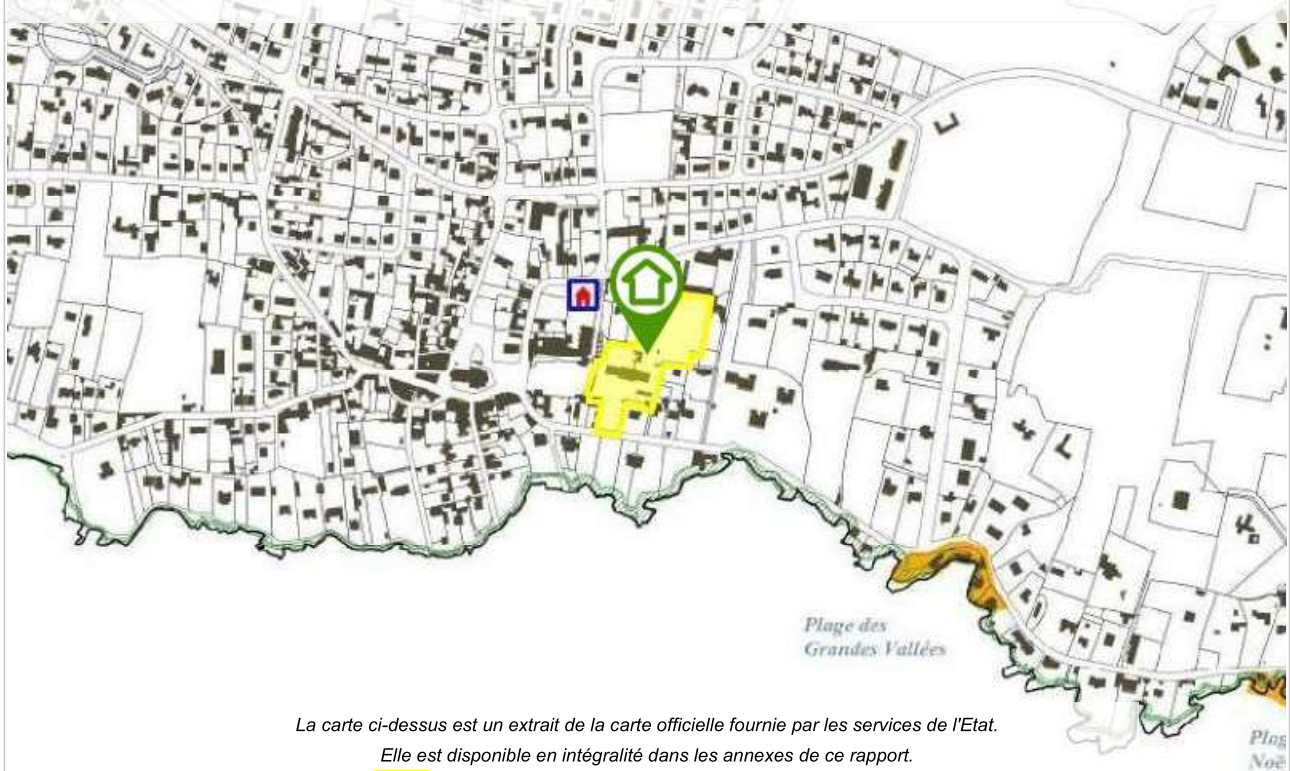 Plage des
Grandes Vallées
La carte ci-dessus est un extrait de la carte officielle fournie par les services de l'Etat.
Elle est disponible en intégralité dans les annexes de ce rapport.
Plag
Noë